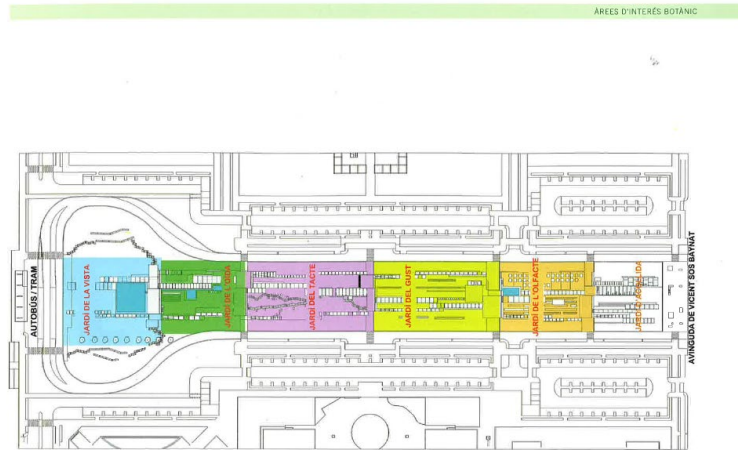 ÀREES D'INTERÉS BOTÀNIC
AUTOBÚS / TRAM
JARDÍ DE LA VISTA
JARDÍ DE L'OÏDA
JARDÍ DEL TACTE
JARDÍ DEL GUST
JARDÍ DE L'OLFACTE
AVINGUDA DE VICENT SOS BAYNAT